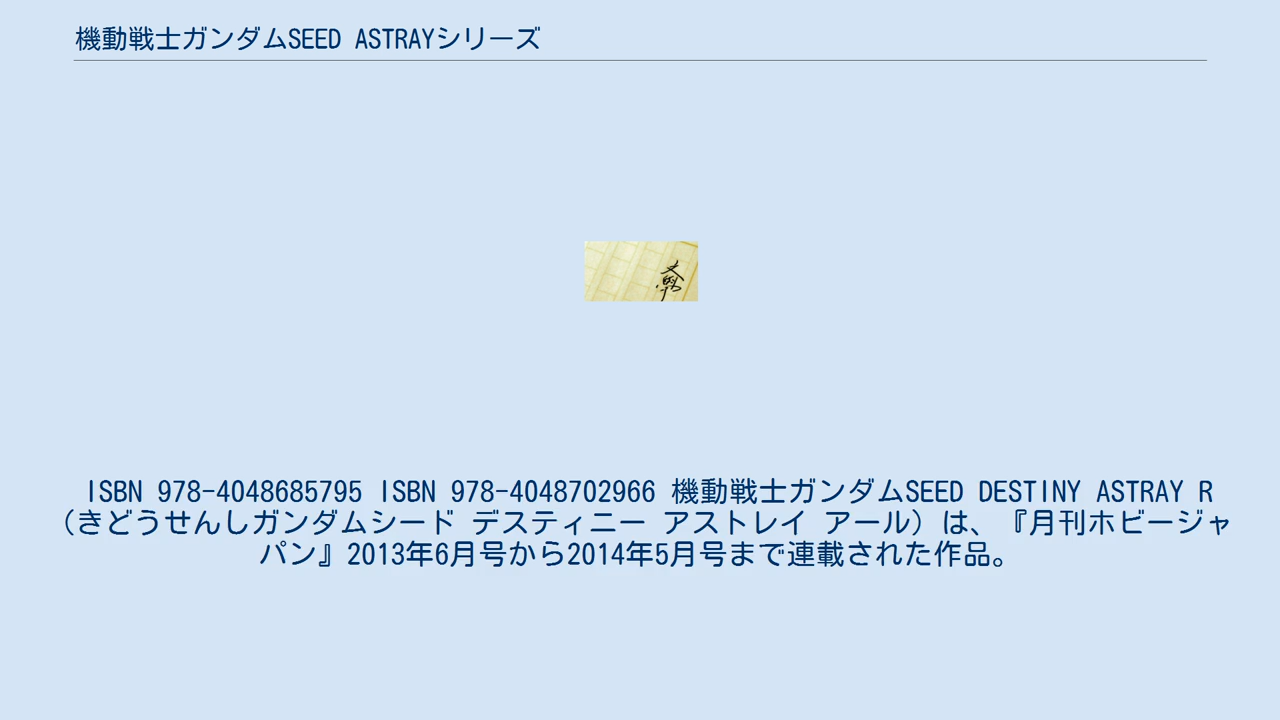 機動戦士ガンダムSEED ASTRAYシリーズ
ISBN 978-4048685795 ISBN 978-4048702966 機動戦士ガンダムSEED DESTINY ASTRAY R
（きどうせんしガンダムシード デスティニー アストレイ アール）は、『月刊ホビージャ
パン』2013年6月号から2014年5月号まで連載された作品。